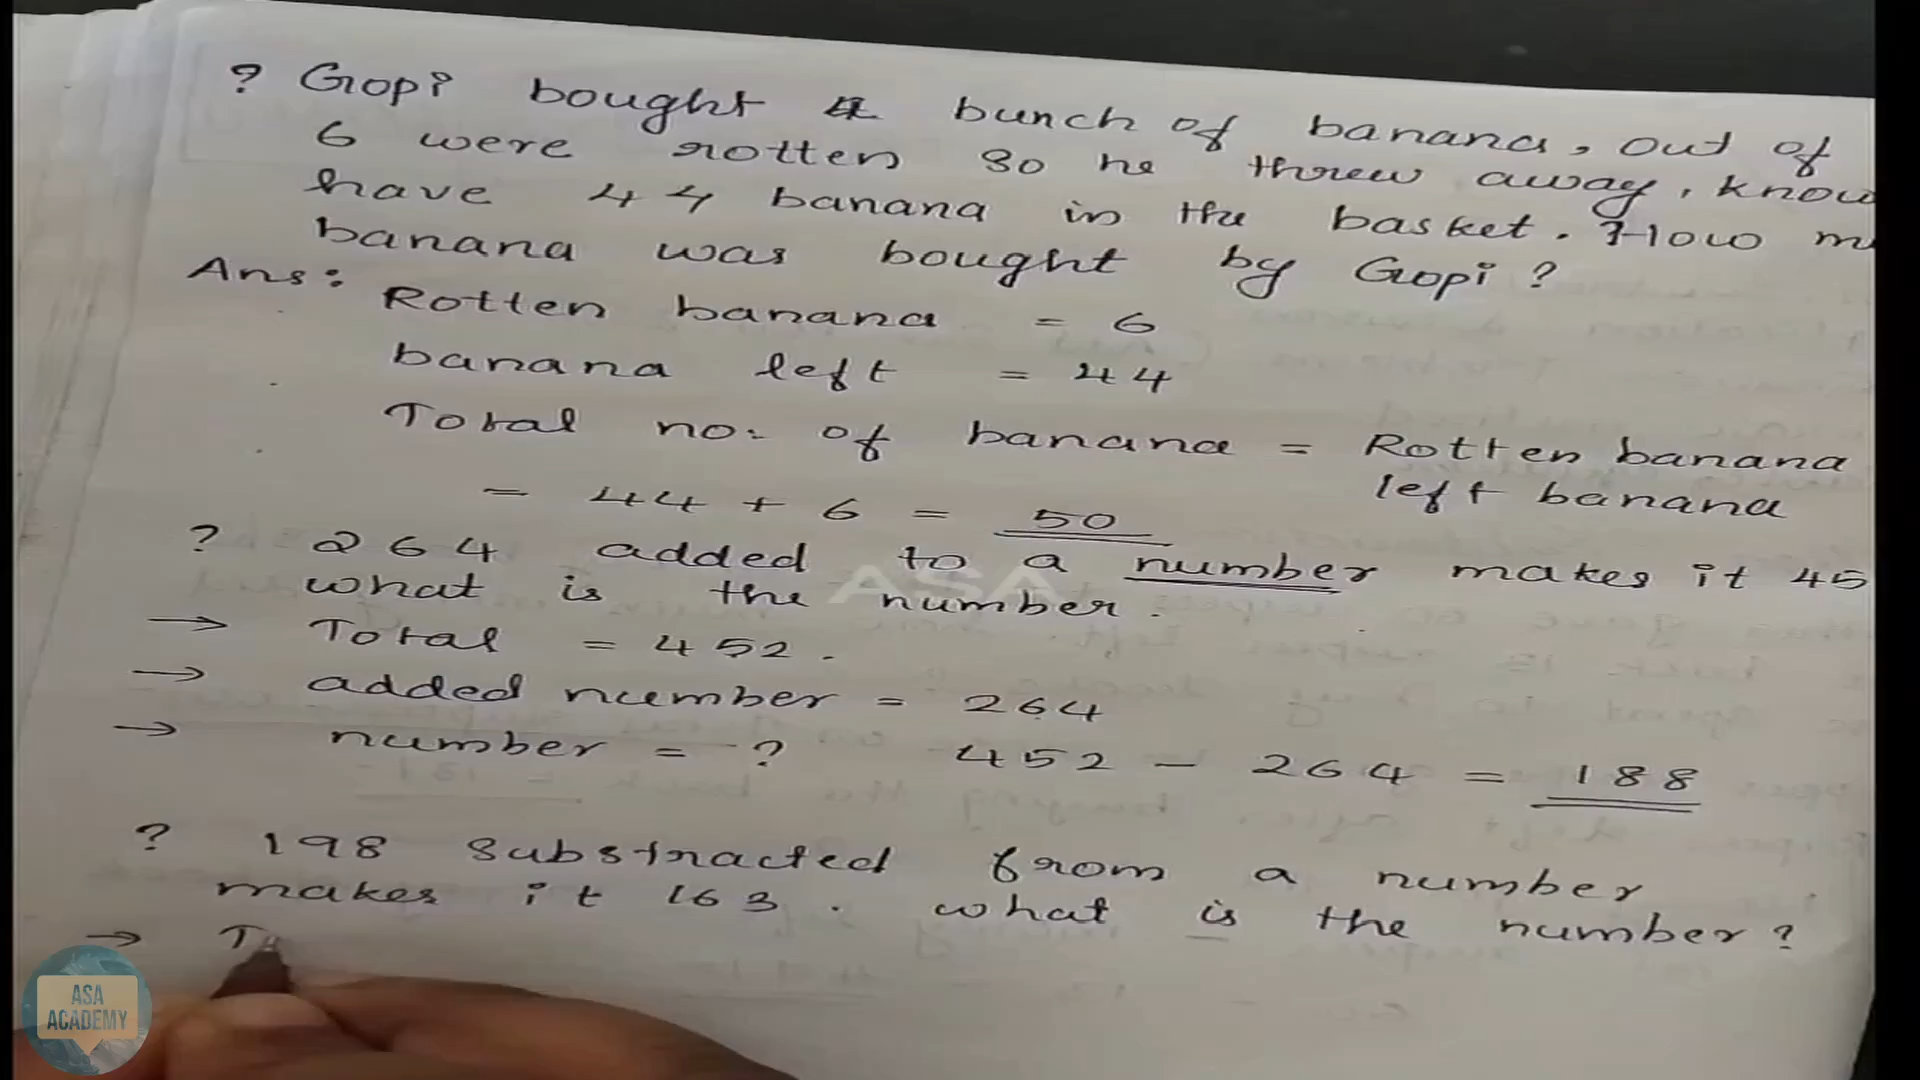 ? Gopi bought a bunch of banana, out of
6 were rotten so he threw away, know
have 44 banana in the basket. How
banana was bought by Gopi?
Ans:
Rotten banana = 6
banana left = 44
Total no: of banana = Rotten banana
left banana
= 44 + 6 = 50
? 264 added to a number makes it 45
what is the number.
→ Total = 452.
→ added number = 264
→ number = ? 452 - 264 = 188
? 198 substracted from a number
makes it 163. what is the number?
→ T
ASA
ASA
ACADEMY